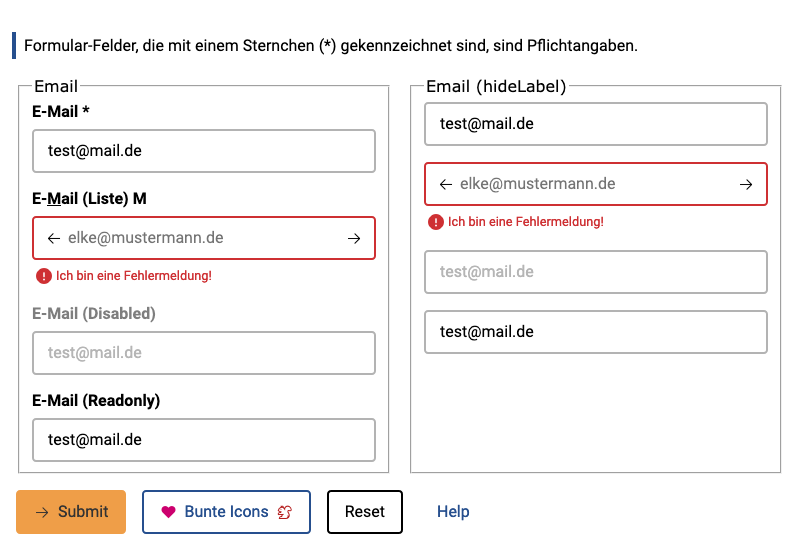 Formular-Felder, die mit einem Sternchen (*) gekennzeichnet sind, sind Pflichtangaben.
Email
E-Mail *
test@mail.de
E-Mail (Liste) M
← elke@mustermann.de →
Ich bin eine Fehlermeldung!
E-Mail (Disabled)
test@mail.de
E-Mail (Readonly)
test@mail.de
Email (hideLabel)
test@mail.de
← elke@mustermann.de →
Ich bin eine Fehlermeldung!
test@mail.de
test@mail.de
→ Submit
Bunte Icons
Reset
Help